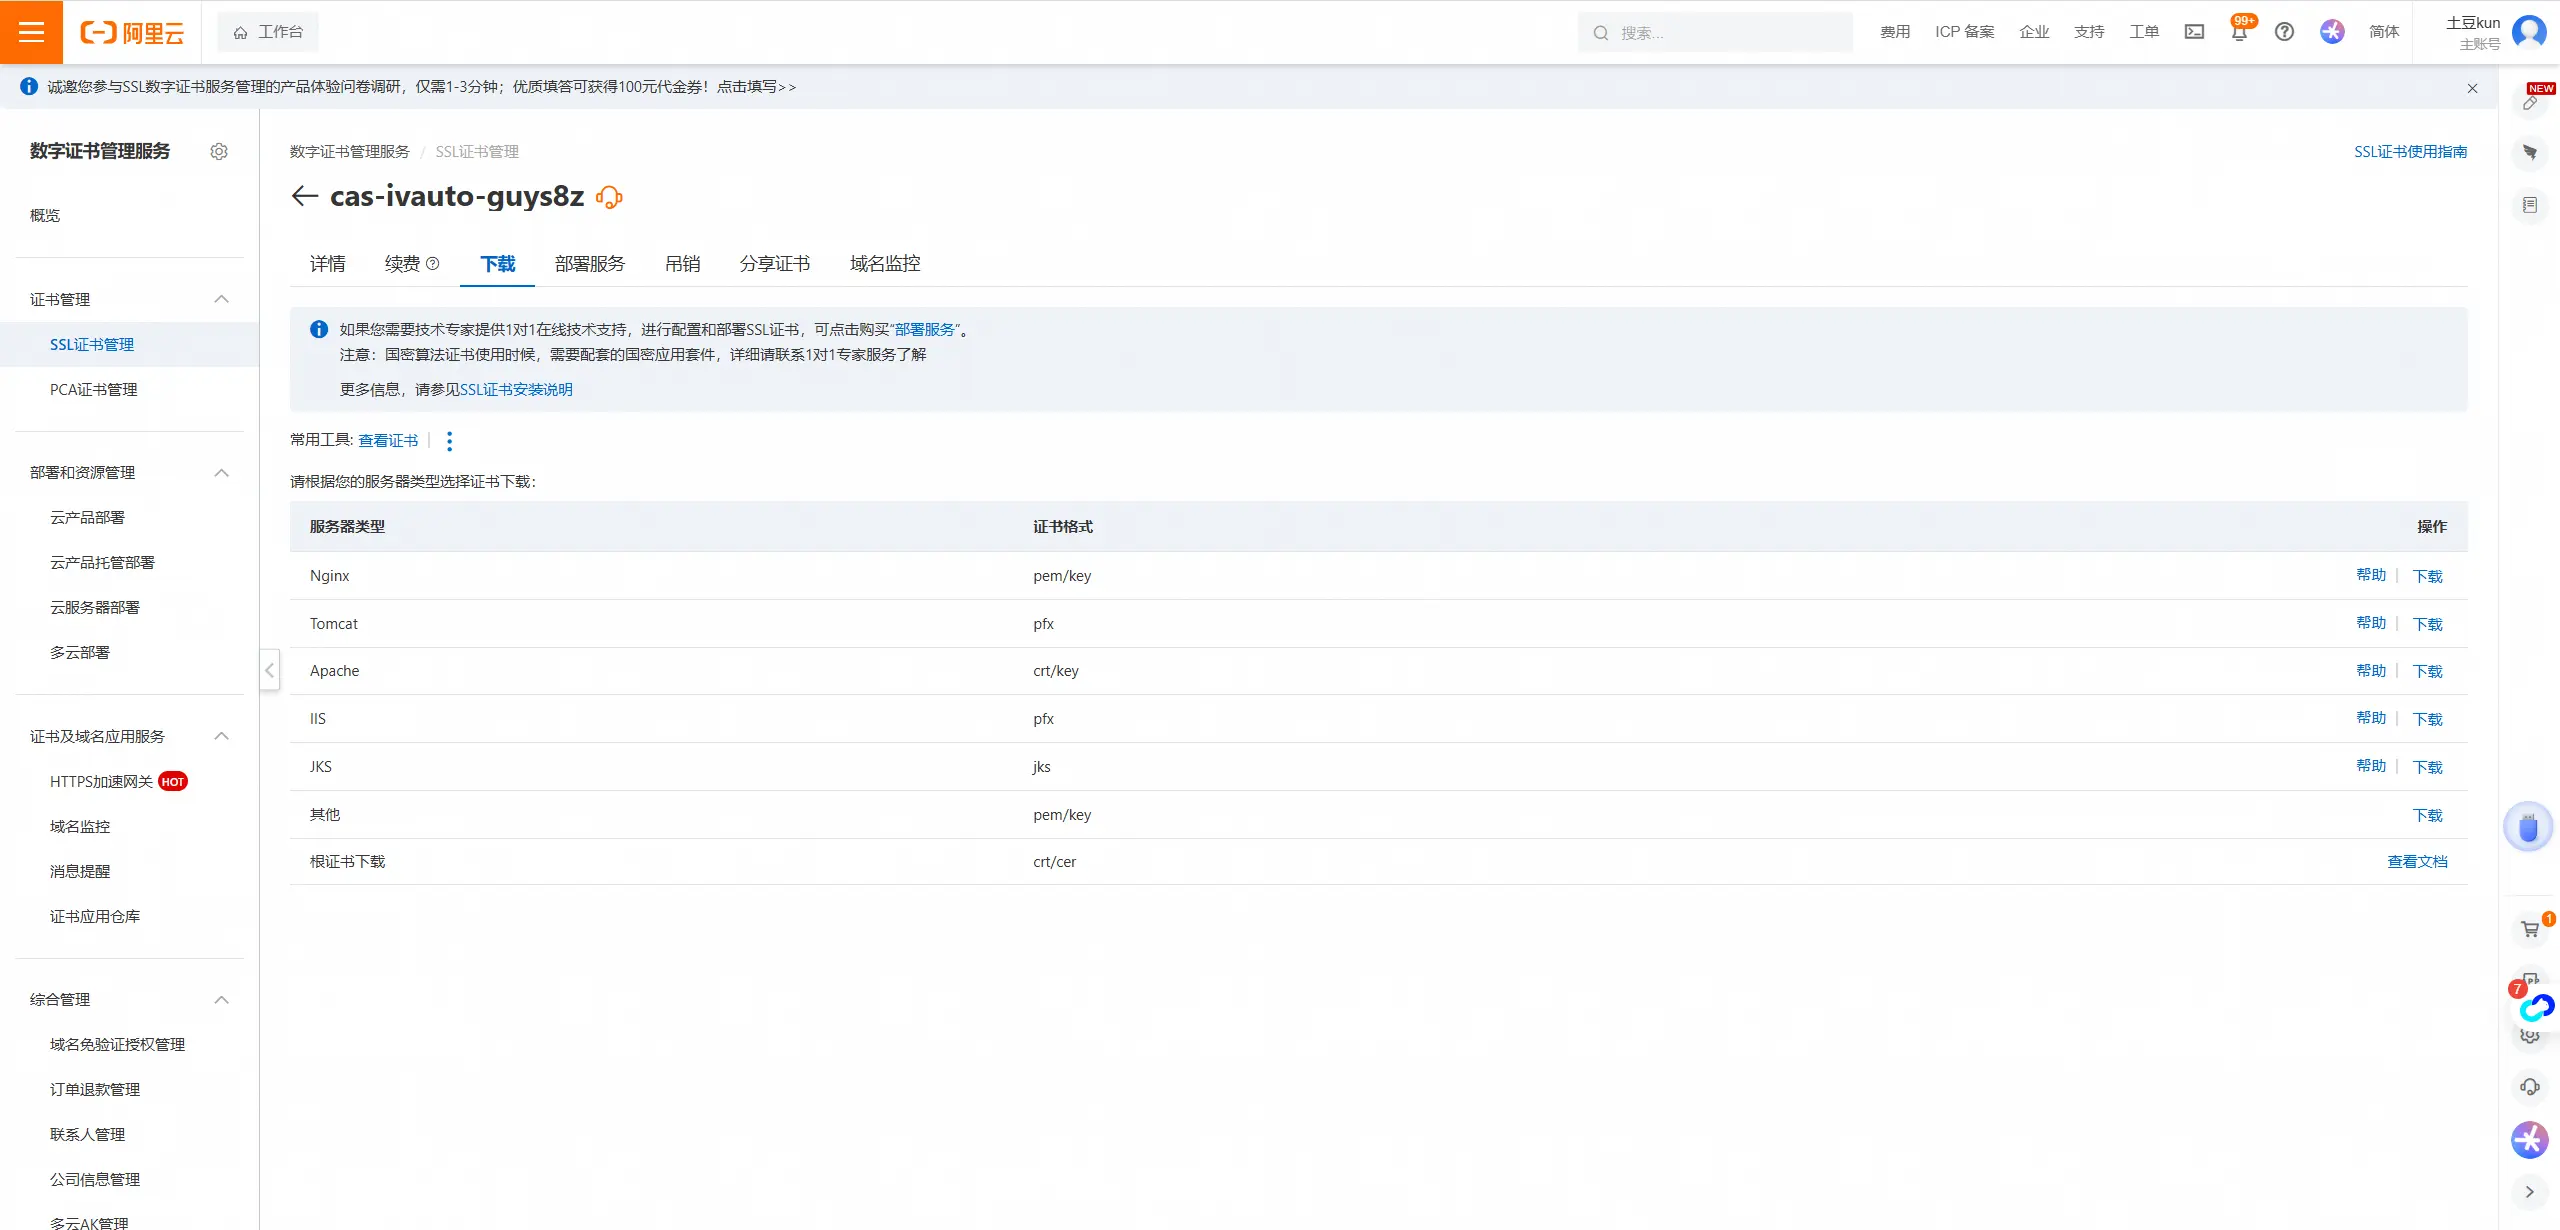 阿里云
工作台
搜索...
费用
ICP 备案
企业
支持
工单
99+
简体
土豆kun
主账号
诚邀您参与SSL数字证书服务管理的产品体验问卷调研，仅需1-3分钟；优质填答可获得100元代金券！点击填写>>
NEW
数字证书管理服务
概览
证书管理
SSL证书管理
PCA证书管理
部署和资源管理
云产品部署
云产品托管部署
云服务器部署
多云部署
证书及域名应用服务
HTTPS加速网关 HOT
域名监控
消息提醒
证书应用仓库
综合管理
域名免验证授权管理
订单退款管理
联系人管理
公司信息管理
多云AK管理
数字证书管理服务 / SSL证书管理
SSL证书使用指南
cas-ivauto-guys8z
详情 续费 下载 部署服务 吊销 分享证书 域名监控
如果您需要技术专家提供1对1在线技术支持，进行配置和部署SSL证书，可点击购买“部署服务”。
注意：国密算法证书使用时候，需要配套的国密应用套件，详细请联系1对1专家服务了解
更多信息，请参见SSL证书安装说明
常用工具: 查看证书
请根据您的服务器类型选择证书下载：
服务器类型 证书格式 操作
Nginx pem/key 帮助 下载
Tomcat pfx 帮助 下载
Apache crt/key 帮助 下载
IIS pfx 帮助 下载
JKS jks 帮助 下载
其他 pem/key 下载
根证书下载 crt/cer 查看文档
1
7